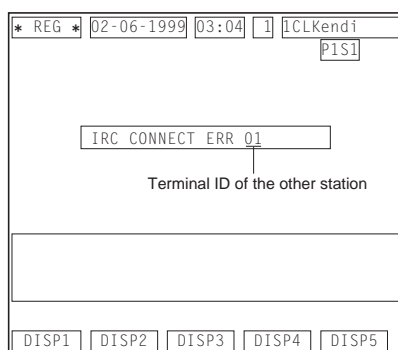 * REG * 02-06-1999 03:04 1 1CLKendi
P1S1
IRC CONNECT ERR 01
Terminal ID of the other station
DISP1 DISP2 DISP3 DISP4 DISP5